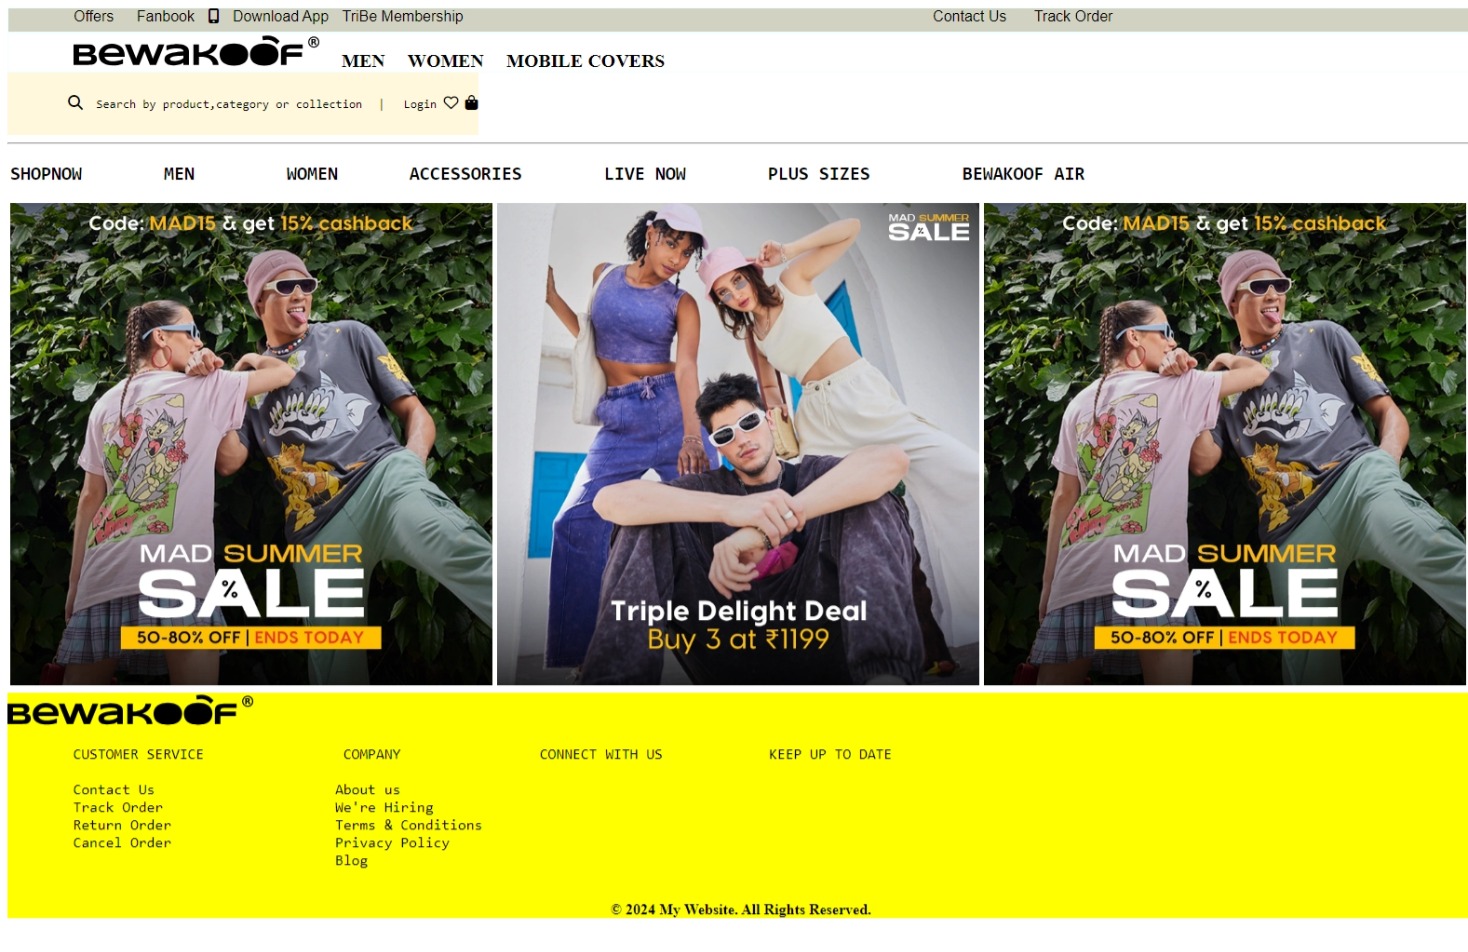 Offers Fanbook Download App TriBe Membership Contact Us Track Order
BEWAKOOF® MEN WOMEN MOBILE COVERS
Search by product,category or collection | Login
SHOPNOW MEN WOMEN ACCESSORIES LIVE NOW PLUS SIZES BEWAKOOF AIR
Code: MAD15 & get 15% cashback
MAD SUMMER
SALE
%
50-80% OFF | ENDS TODAY
MAD SUMMER
SALE
%
Triple Delight Deal
Buy 3 at ₹1199
Code: MAD15 & get 15% cashback
MAD SUMMER
SALE
%
50-80% OFF | ENDS TODAY
BEWAKOOF®
CUSTOMER SERVICE COMPANY CONNECT WITH US KEEP UP TO DATE
Contact Us About us
Track Order We're Hiring
Return Order Terms & Conditions
Cancel Order Privacy Policy
Blog
© 2024 My Website. All Rights Reserved.